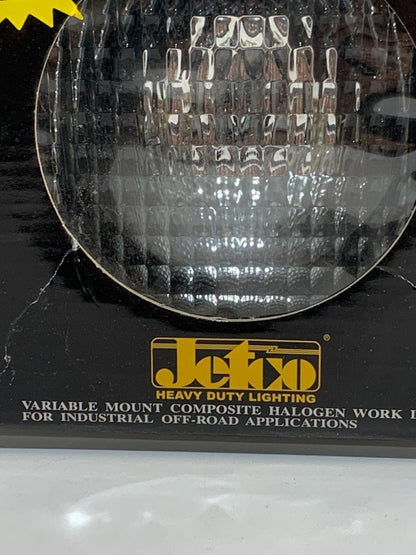 Jetco®
HEAVY DUTY LIGHTING
VARIABLE MOUNT COMPOSITE HALOGEN WORK
FOR INDUSTRIAL OFF-ROAD APPLICATIONS